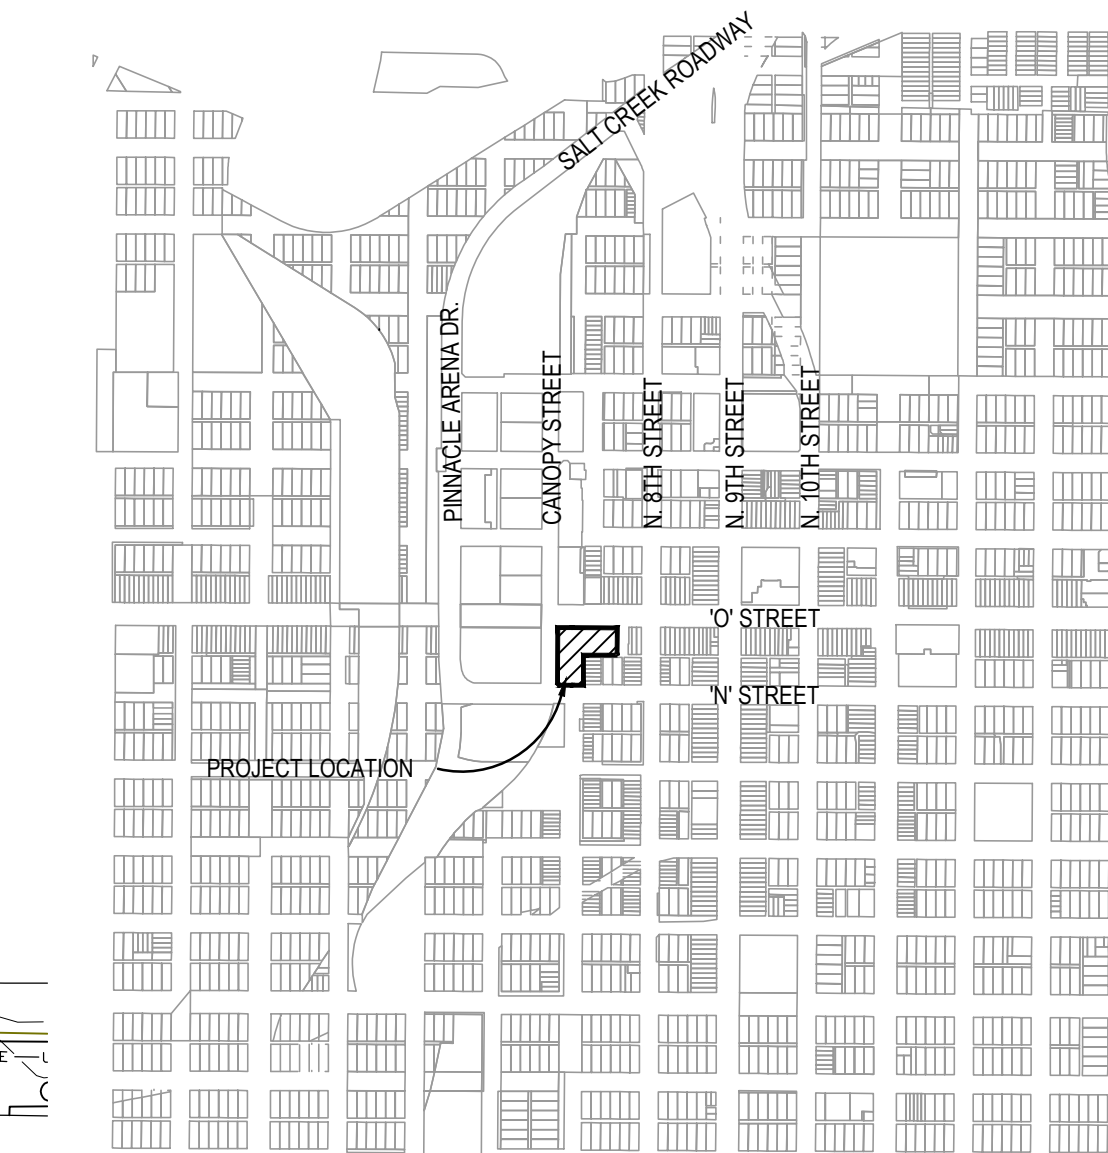 SALT CREEK ROADWAY
PINNACLE ARENA DR.
CANOPY STREET
N. 8TH STREET
N. 9TH STREET
N. 10TH STREET
'O' STREET
'N' STREET
PROJECT LOCATION
E